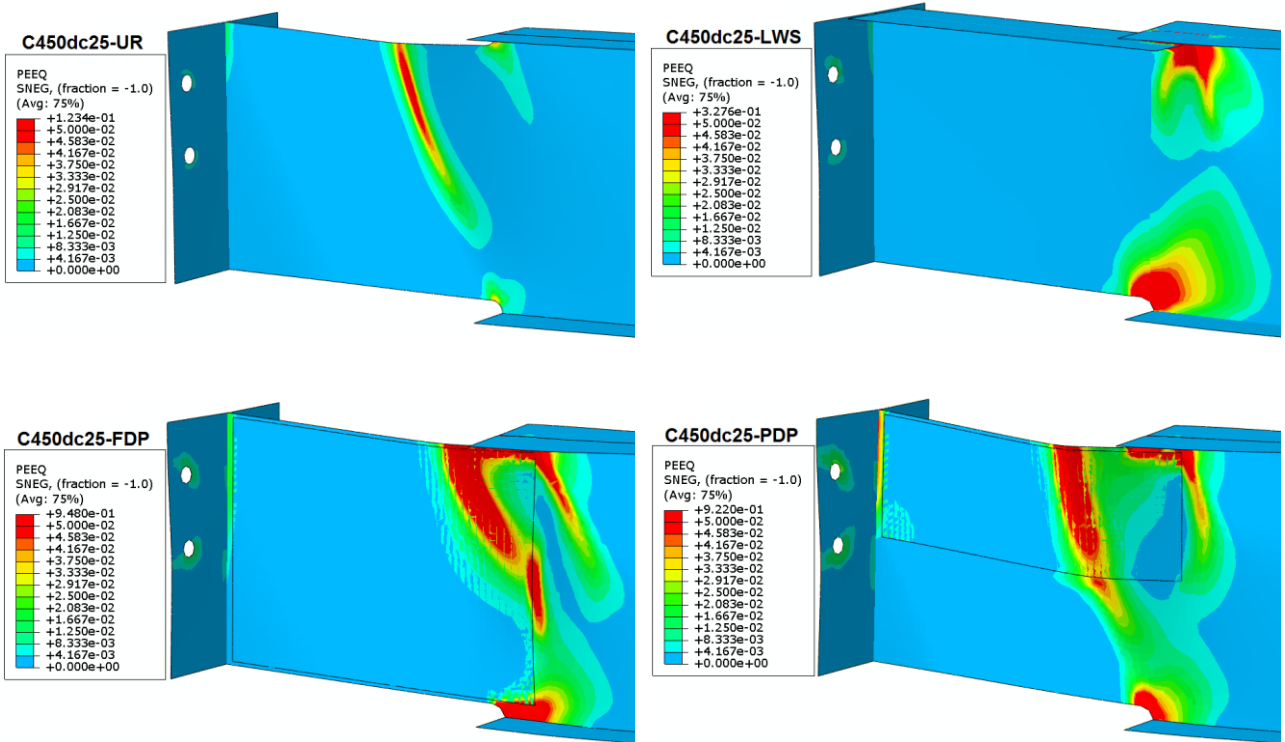 C450dc25-UR
PEEQ
SNEG, (fraction = -1.0)
(Avg: 75%)
+1.234e-01
+5.000e-02
+4.583e-02
+4.167e-02
+3.750e-02
+3.333e-02
+2.917e-02
+2.500e-02
+2.083e-02
+1.667e-02
+1.250e-02
+8.333e-03
+4.167e-03
+0.000e+00
C450dc25-LWS
PEEQ
SNEG, (fraction = -1.0)
(Avg: 75%)
+3.276e-01
+5.000e-02
+4.583e-02
+4.167e-02
+3.750e-02
+3.333e-02
+2.917e-02
+2.500e-02
+2.083e-02
+1.667e-02
+1.250e-02
+8.333e-03
+4.167e-03
+0.000e+00
C450dc25-FDP
PEEQ
SNEG, (fraction = -1.0)
(Avg: 75%)
+9.480e-01
+5.000e-02
+4.583e-02
+4.167e-02
+3.750e-02
+3.333e-02
+2.917e-02
+2.500e-02
+2.083e-02
+1.667e-02
+1.250e-02
+8.333e-03
+4.167e-03
+0.000e+00
C450dc25-PDP
PEEQ
SNEG, (fraction = -1.0)
(Avg: 75%)
+9.220e-01
+5.000e-02
+4.583e-02
+4.167e-02
+3.750e-02
+3.333e-02
+2.917e-02
+2.500e-02
+2.083e-02
+1.667e-02
+1.250e-02
+8.333e-03
+4.167e-03
+0.000e+00